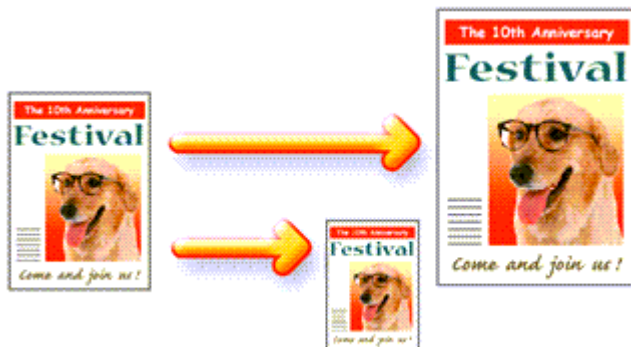 The 10th Anniversary
Festival
Come and join us!
The 10th Anniversary
Festival
Come and join us!
The 10th Anniversary
Festival
Come and join us!